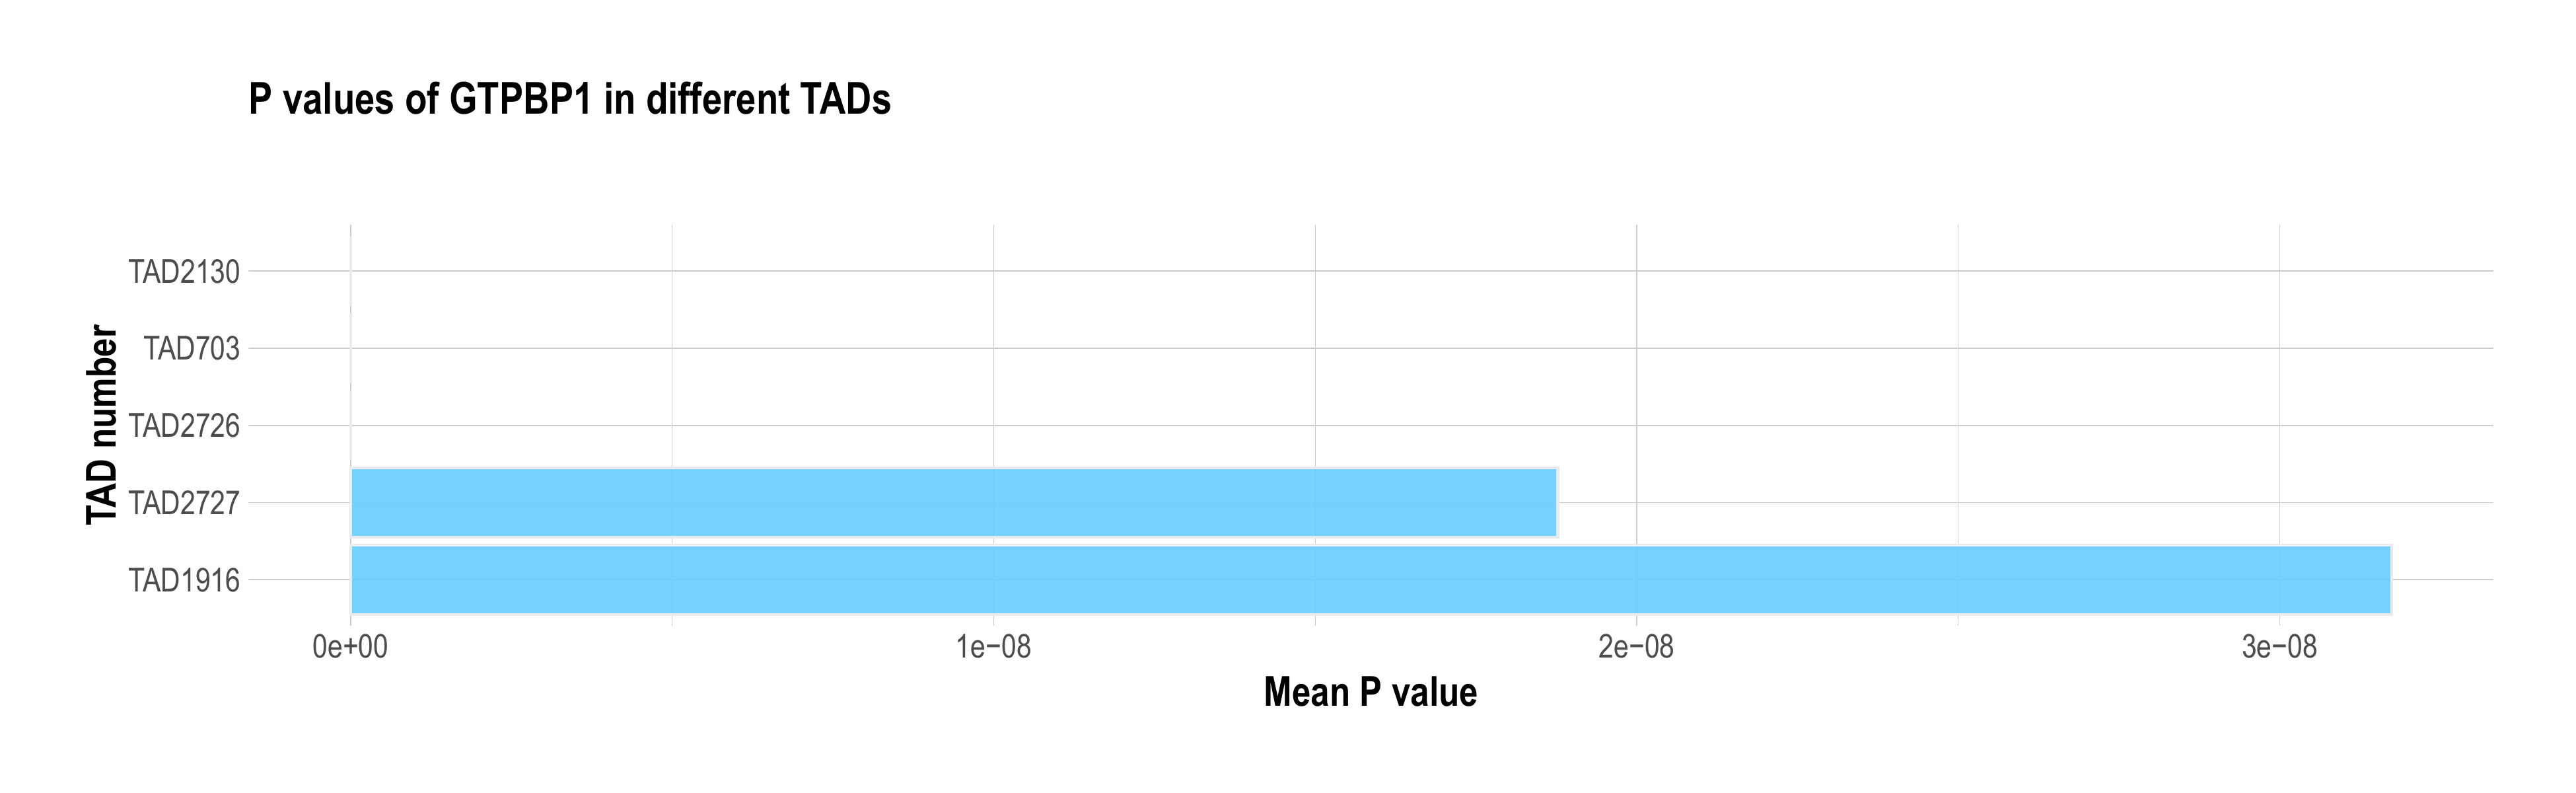 P values of GTPBP1 in different TADs
TAD number
TAD2130
TAD703
TAD2726
TAD2727
TAD1916
0e+00 1e−08 2e−08 3e−08
Mean P value